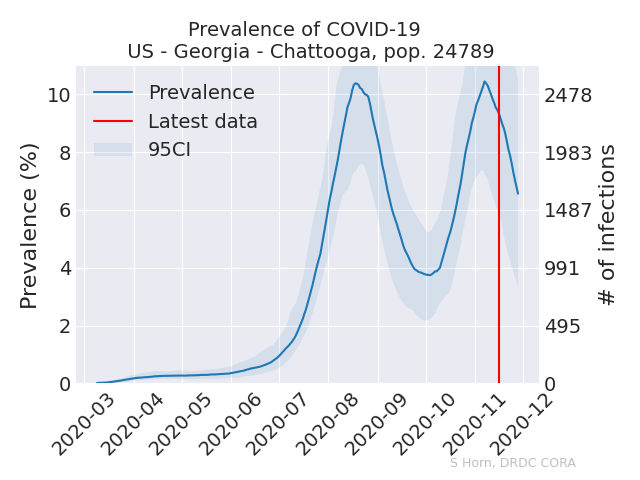 Prevalence of COVID-19
US - Georgia - Chattooga, pop. 24789
Prevalence (%)
10
8
6
4
2
0
Prevalence
Latest data
95CI
2478
1983
1487
991
495
0
# of infections
2020-03
2020-04
2020-05
2020-06
2020-07
2020-08
2020-09
2020-10
2020-11
2020-12
S Horn, DRDC CORA